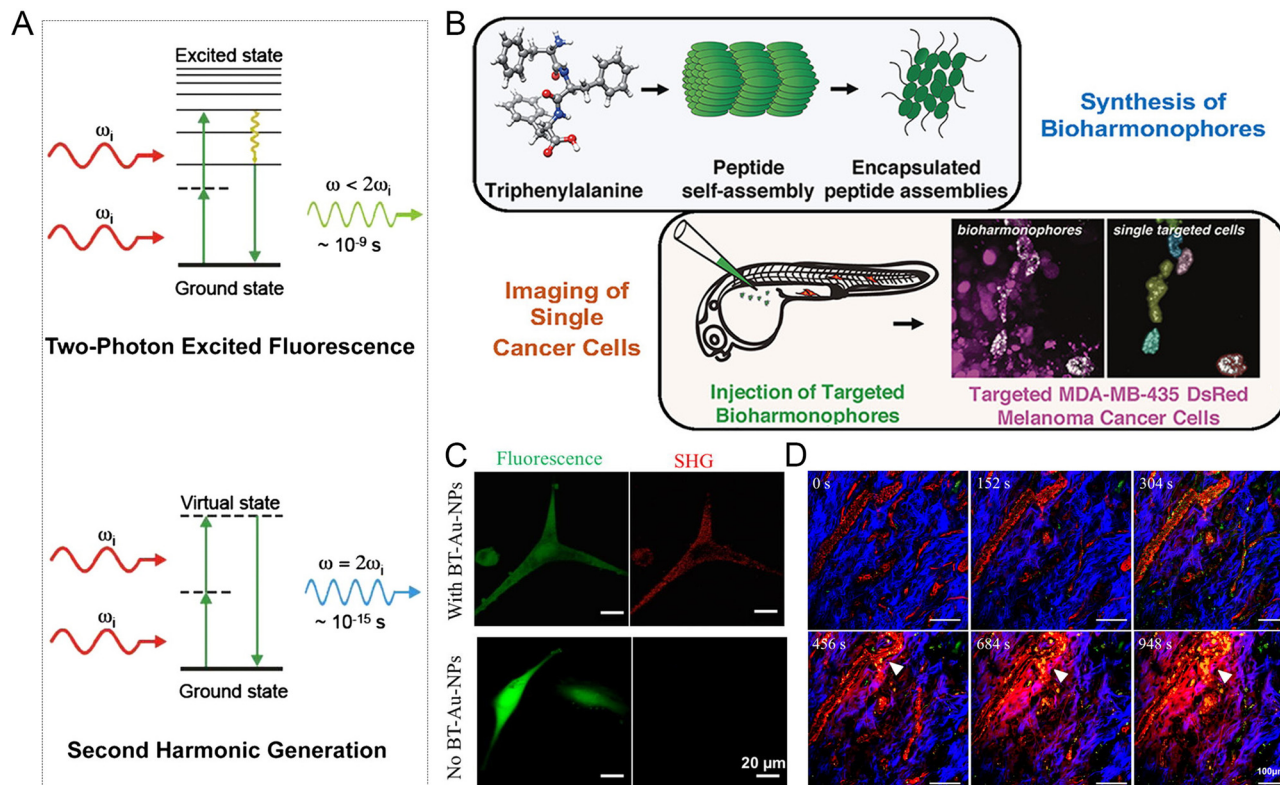 A
Excited state
ωi
ω < 2ωi
~ 10⁻⁹ s
ωi
Ground state
Two-Photon Excited Fluorescence
Virtual state
ωi
ω = 2ωi
~ 10⁻¹⁵ s
ωi
Ground state
Second Harmonic Generation
B
Triphenylalanine
Peptide
self-assembly
Encapsulated
peptide assemblies
Synthesis of
Bioharmonophores
Imaging of
Single
Cancer Cells
Injection of Targeted
Bioharmonophores
bioharmonophores
single targeted cells
Targeted MDA-MB-435 DsRed
Melanoma Cancer Cells
C
Fluorescence
SHG
With BT-Au-NPs
No BT-Au-NPs
20 μm
D
0 s
152 s
304 s
456 s
684 s
948 s
100μm